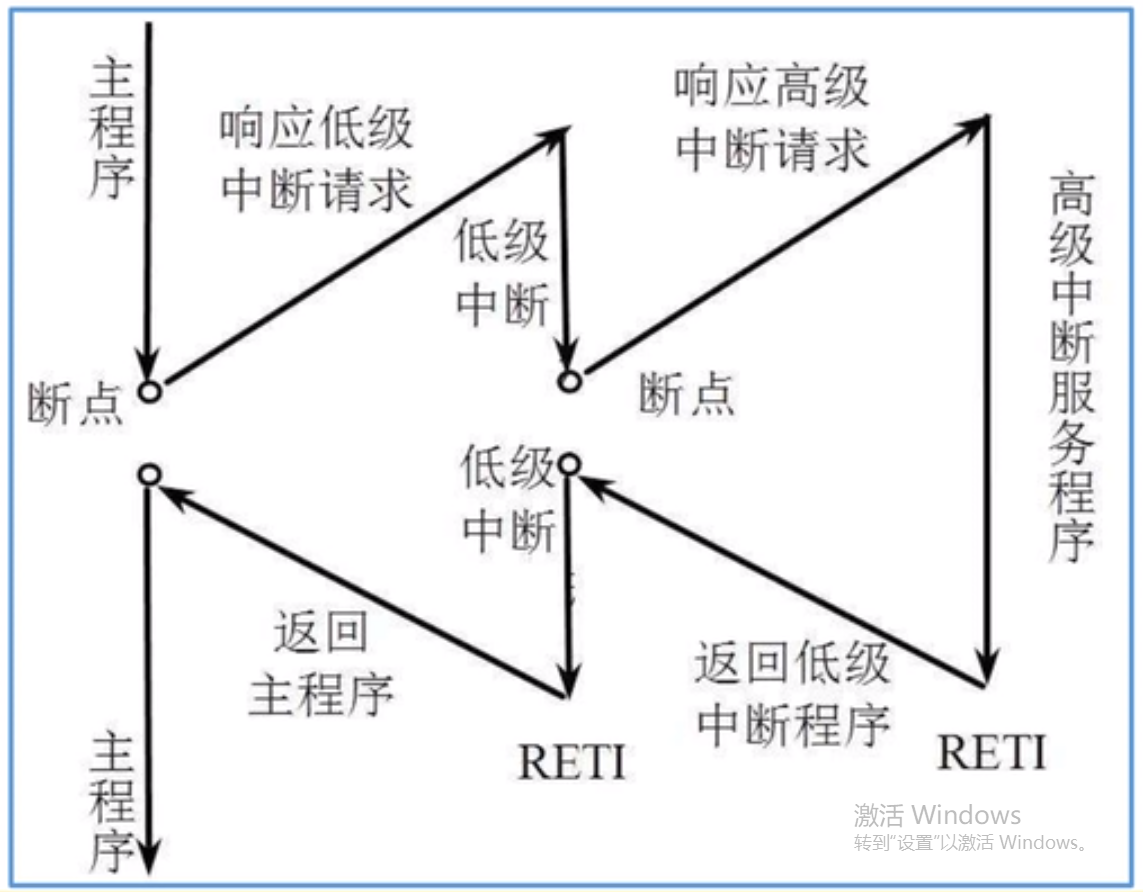 主程序
响应低级
中断请求
响应高级
中断请求
低级
中断
高级中断服务程序
断点
断点
低级
中断
返回
主程序
返回低级
中断程序
主程序
RETI
RETI
激活 Windows
转到“设置”以激活 Windows。